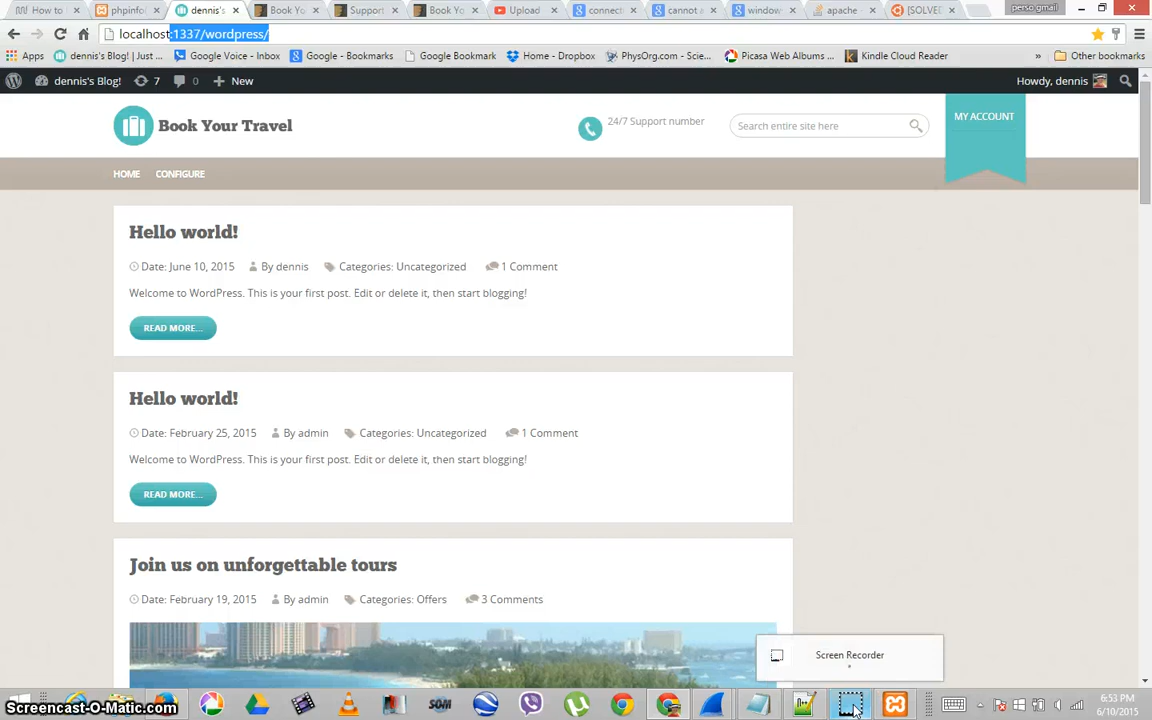 How to
phpinfo
dennis's
Book Yo
Support
Book Yo
Upload
connect
cannot a
window
apache
[SOLVE
perso gmail
localhost:1337/wordpress/
Apps
dennis's Blog! | Just ...
Google Voice - Inbox
Google - Bookmarks
Google Bookmark
Home - Dropbox
PhysOrg.com - Scie...
Picasa Web Albums ...
Kindle Cloud Reader
»
Other bookmarks
dennis's Blog!
7
0
New
Howdy, dennis
Book Your Travel
24/7 Support number
Search entire site here
MY ACCOUNT
HOME
CONFIGURE
Hello world!
Date: June 10, 2015 By dennis Categories: Uncategorized 1 Comment
Welcome to WordPress. This is your first post. Edit or delete it, then start blogging!
READ MORE...
Hello world!
Date: February 25, 2015 By admin Categories: Uncategorized 1 Comment
Welcome to WordPress. This is your first post. Edit or delete it, then start blogging!
READ MORE...
Join us on unforgettable tours
Date: February 19, 2015 By admin Categories: Offers 3 Comments
Screen Recorder
Screencast-O-Matic.com
SOM
6:53 PM
6/10/2015